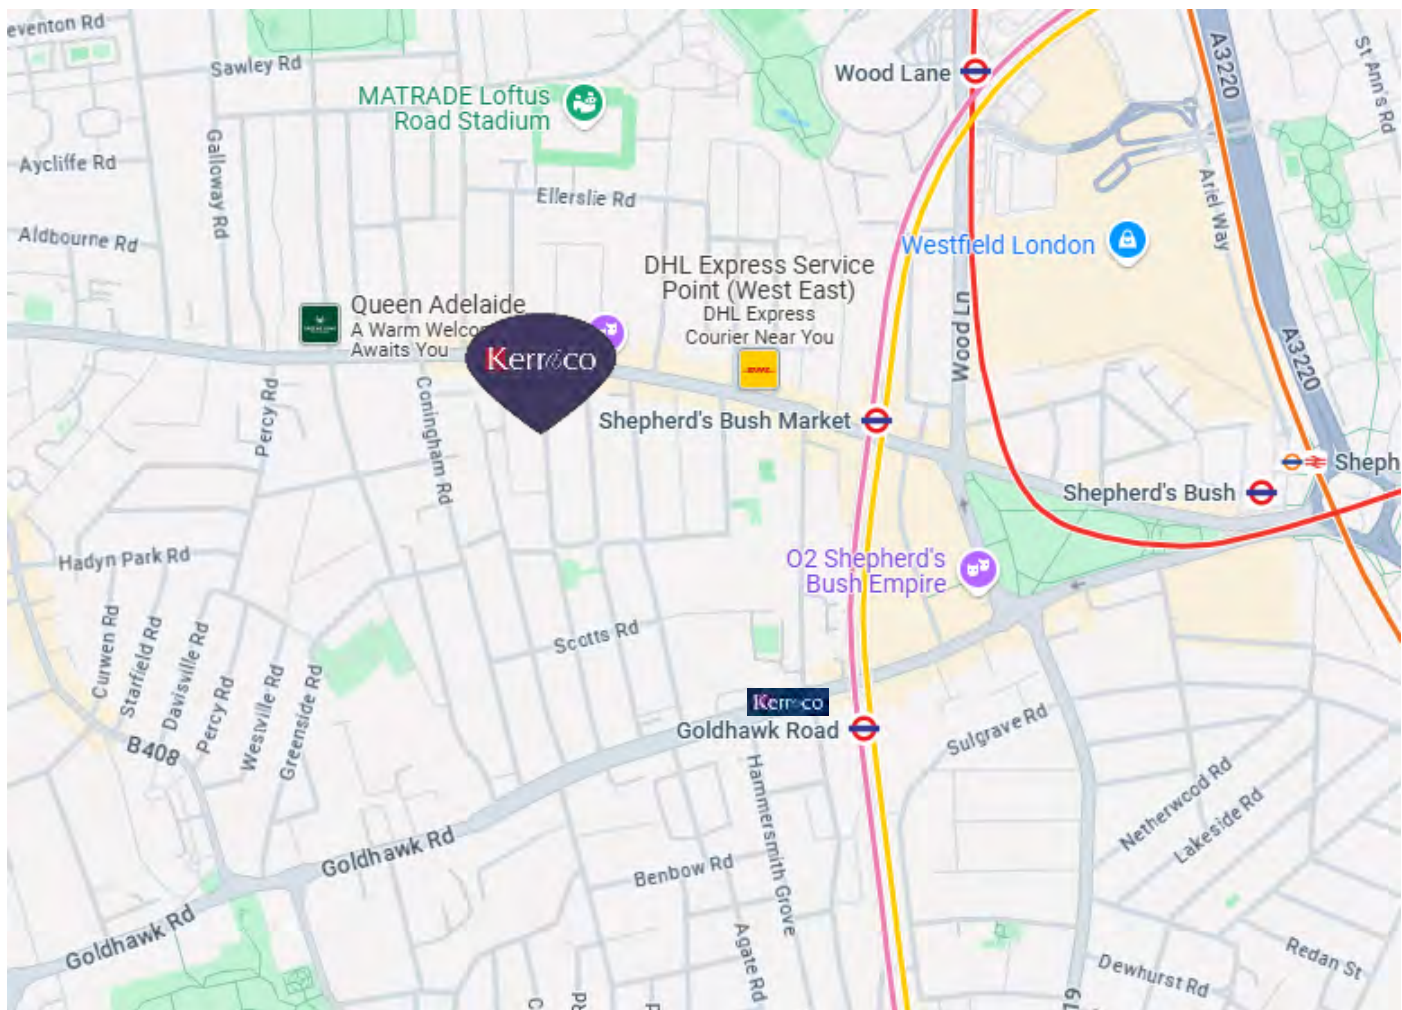 eventon Rd
Sawley Rd
MATRADE Loftus
Road Stadium
Wood Lane
A3220
St Ann's Rd
Aycliffe Rd
Galloway Rd
Ellerslie Rd
Ariel Way
Aldbourne Rd
Westfield London
DHL Express Service
Point (West East)
DHL Express
Courier Near You
DHL
Queen Adelaide
A Warm Welco
Awaits You
Kerr&co
Wood Ln
A3220
Percy Rd
Coningham Rd
Shepherd's Bush Market
Sheph
Shepherd's Bush
Hadyn Park Rd
O2 Shepherd's
Bush Empire
Scotts Rd
Curwen Rd
Starfield Rd
Davisville Rd
Percy Rd
Westville Rd
Greenside Rd
Kerr&co
Goldhawk Road
Sulgrave Rd
B408
Hammersmith Grove
Netherwood Rd
Lakeside Rd
Goldhawk Rd
Benbow Rd
Goldhawk Rd
Agate Rd
Dewhurst Rd
Redan St